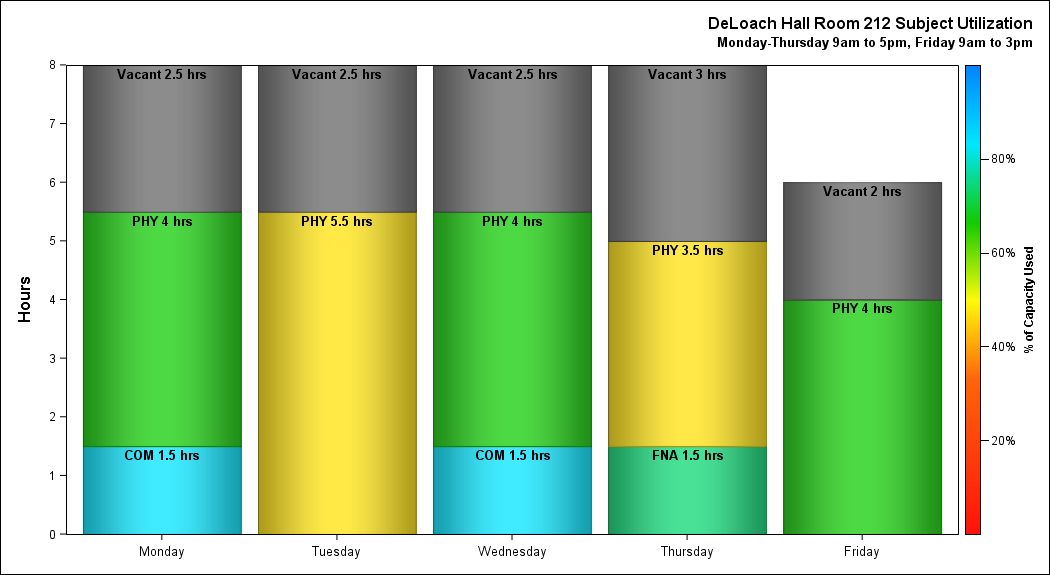 DeLoach Hall Room 212 Subject Utilization
Monday-Thursday 9am to 5pm, Friday 9am to 3pm
Hours
8
7
6
5
4
3
2
1
0
Vacant 2.5 hrs
PHY 4 hrs
COM 1.5 hrs
Vacant 2.5 hrs
PHY 5.5 hrs
Vacant 2.5 hrs
PHY 4 hrs
COM 1.5 hrs
Vacant 3 hrs
PHY 3.5 hrs
FNA 1.5 hrs
Vacant 2 hrs
PHY 4 hrs
Monday
Tuesday
Wednesday
Thursday
Friday
80%
60%
40%
20%
% of Capacity Used